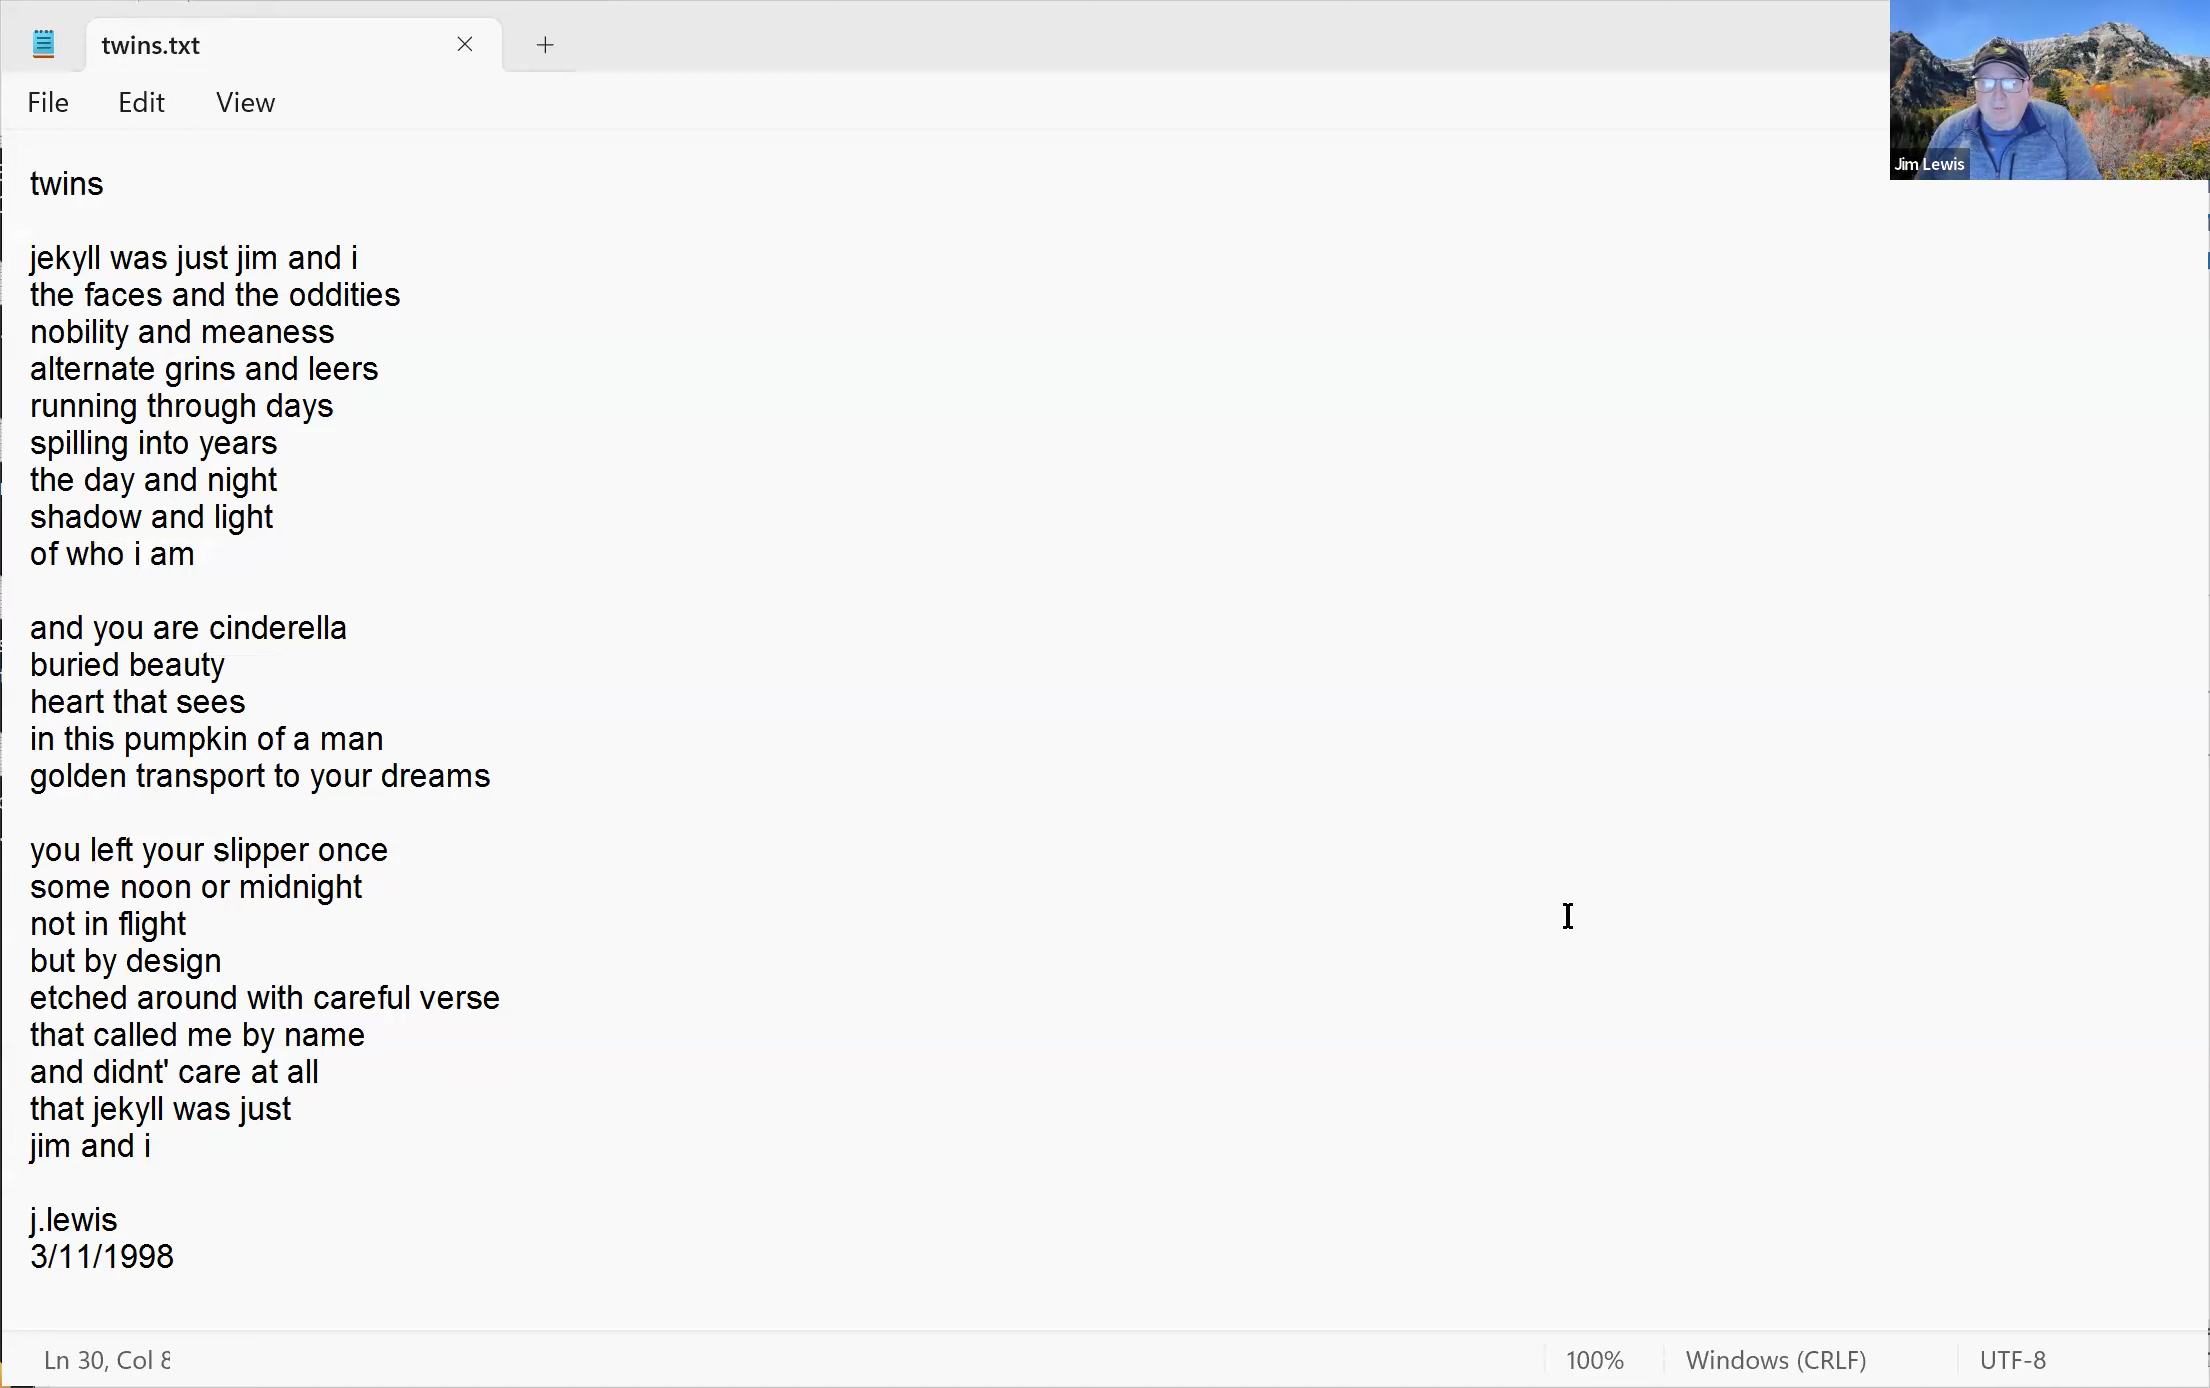 twins.txt
File Edit View
Jim Lewis
twins
jekyll was just jim and i
the faces and the oddities
nobility and meaness
alternate grins and leers
running through days
spilling into years
the day and night
shadow and light
of who i am
and you are cinderella
buried beauty
heart that sees
in this pumpkin of a man
golden transport to your dreams
you left your slipper once
some noon or midnight
not in flight
but by design
etched around with careful verse
that called me by name
and didnt' care at all
that jekyll was just
jim and i
j.lewis
3/11/1998
Ln 30, Col 8 100% Windows (CRLF) UTF-8